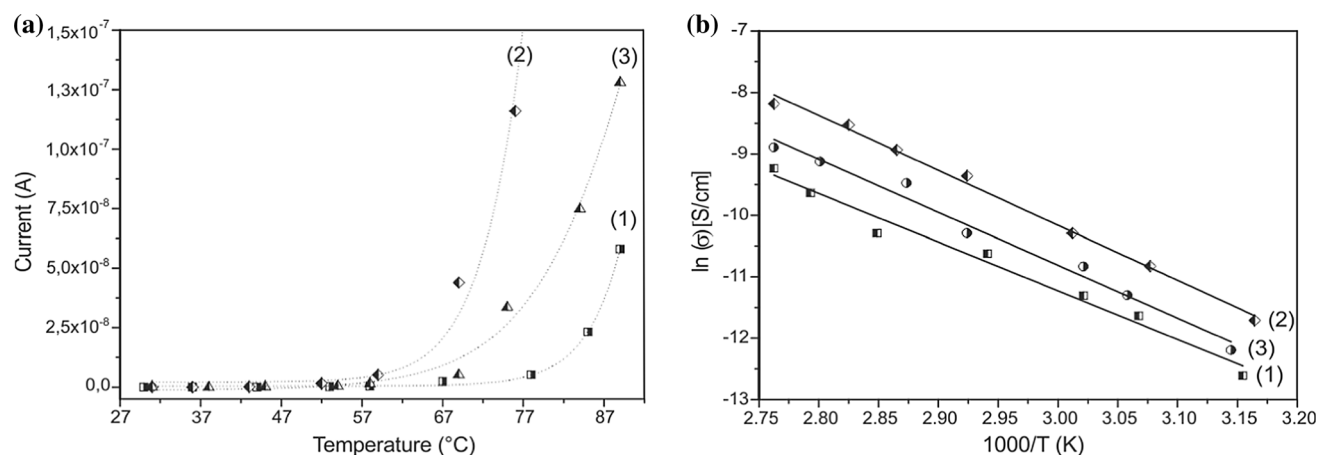 (a)
1,5x10⁻⁷
1,3x10⁻⁷
1,0x10⁻⁷
7,5x10⁻⁸
5,0x10⁻⁸
2,5x10⁻⁸
0,0
Current (A)
(2)
(3)
(1)
27 37 47 57 67 77 87
Temperature (°C)
(b)
-7
-8
-9
-10
-11
-12
-13
ln (σ) [S/cm]
(2)
(3)
(1)
2.75 2.80 2.85 2.90 2.95 3.00 3.05 3.10 3.15 3.20
1000/T (K)